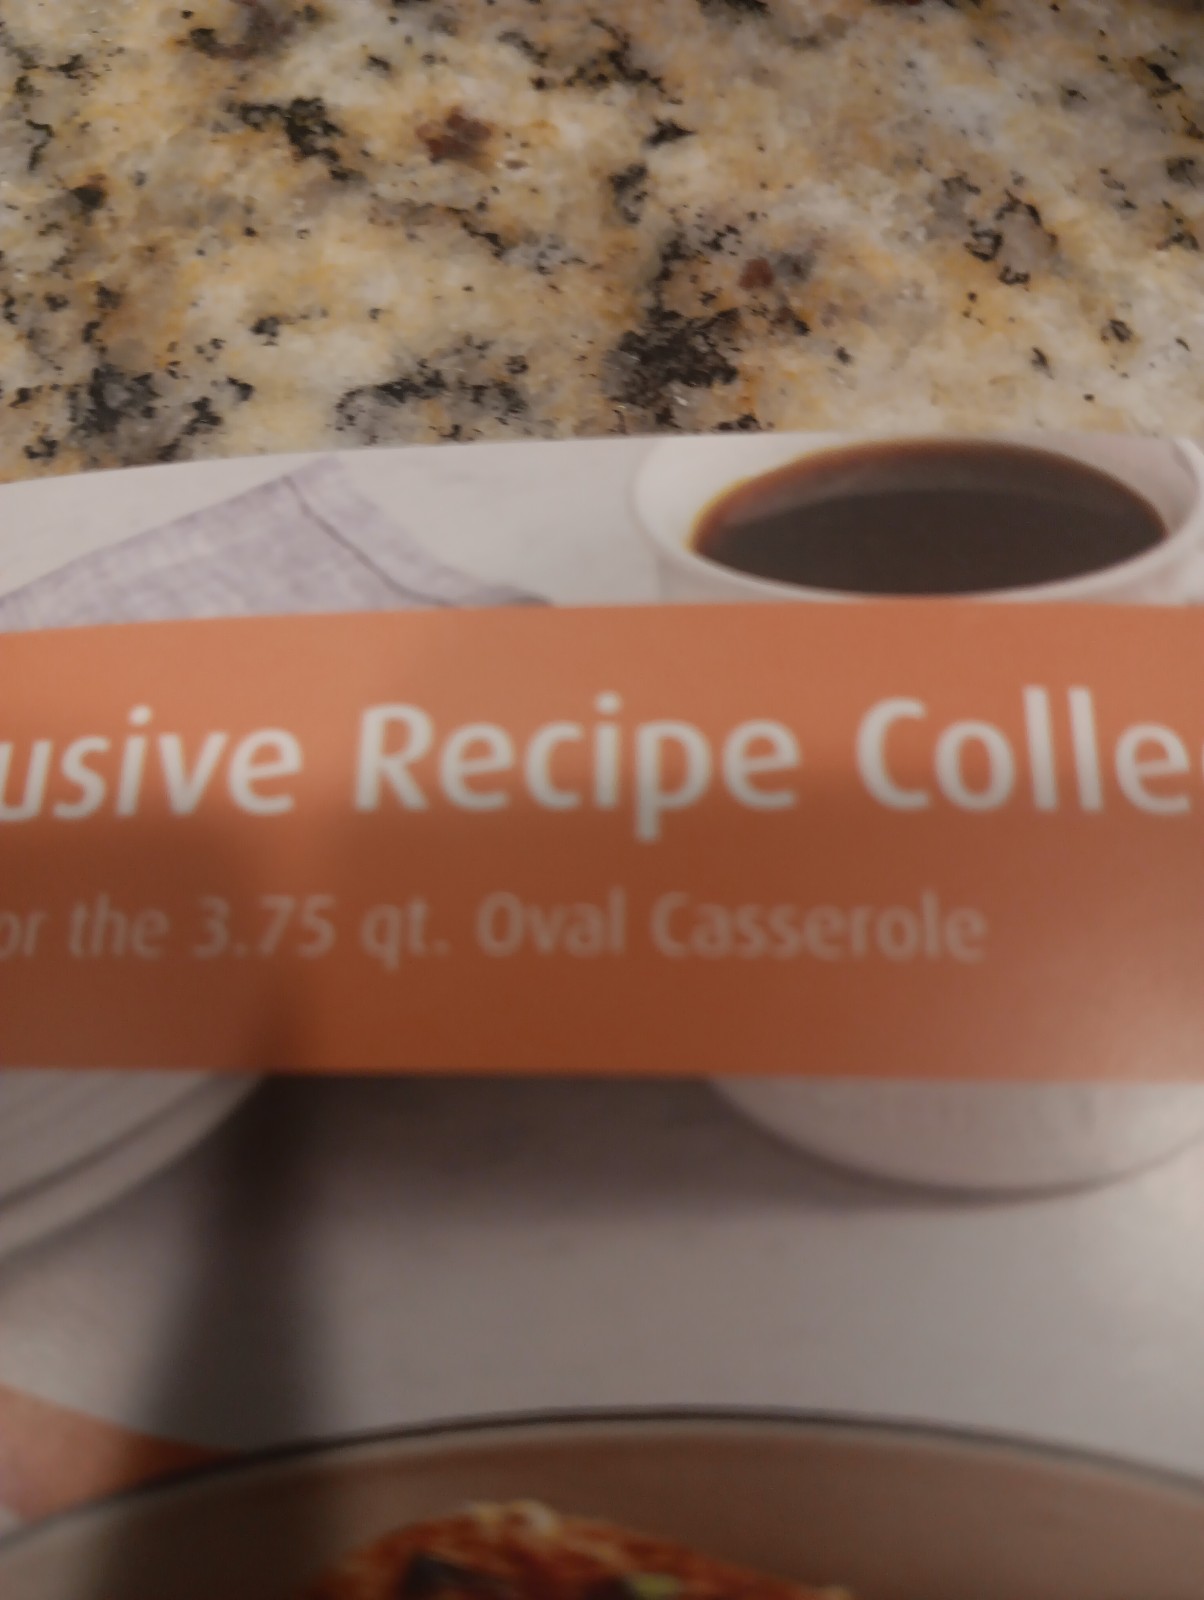 usive Recipe Colle
or the 3.75 qt. Oval Casserole